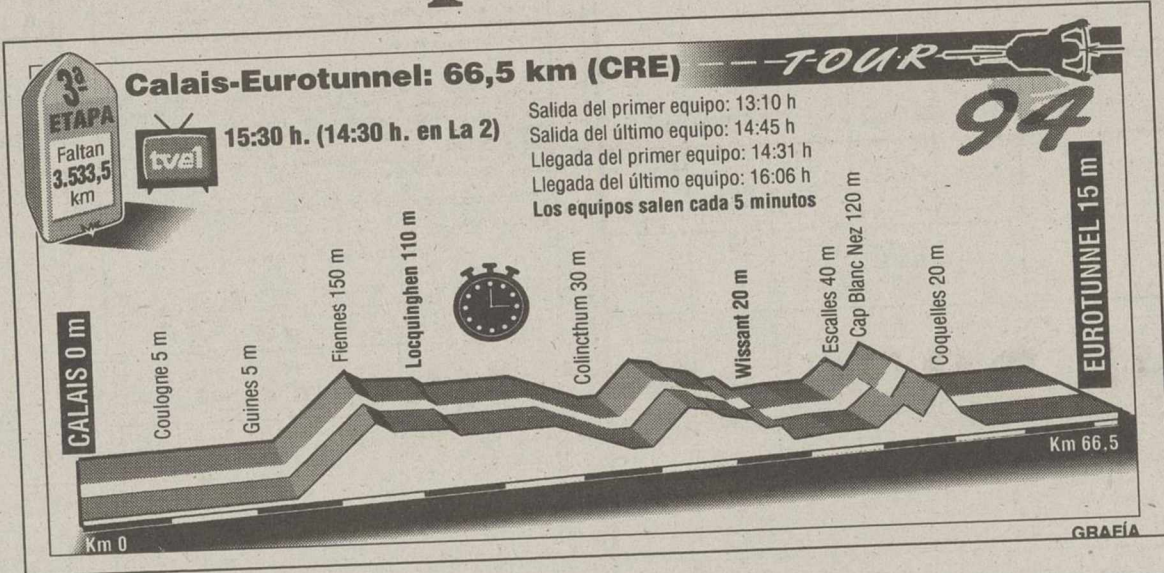 3ª
ETAPA
Faltan
3.533,5
km
Calais-Eurotunnel: 66,5 km (CRE)
TOUR
94
tve1
15:30 h. (14:30 h. en La 2)
Salida del primer equipo: 13:10 h
Salida del último equipo: 14:45 h
Llegada del primer equipo: 14:31 h
Llegada del último equipo: 16:06 h
Los equipos salen cada 5 minutos
CALAIS 0 m
Coulogne 5 m
Guines 5 m
Fiennes 150 m
Locquinghen 110 m
Colincthum 30 m
Wissant 20 m
Escalles 40 m
Cap Blanc Nez 120 m
Coquelles 20 m
EUROTUNNEL 15 m
Km 0
Km 66,5
GRAFÍA